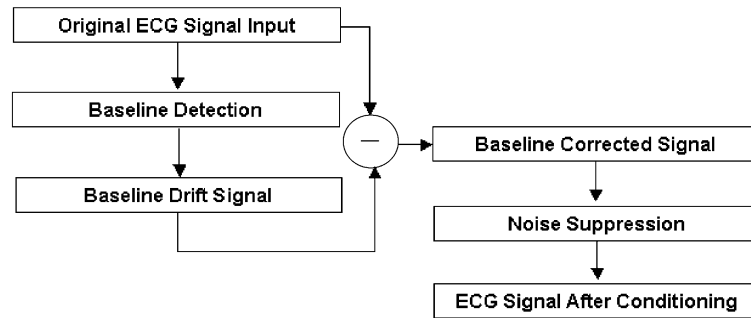 Original ECG Signal Input
Baseline Detection
Baseline Drift Signal
—
Baseline Corrected Signal
Noise Suppression
ECG Signal After Conditioning